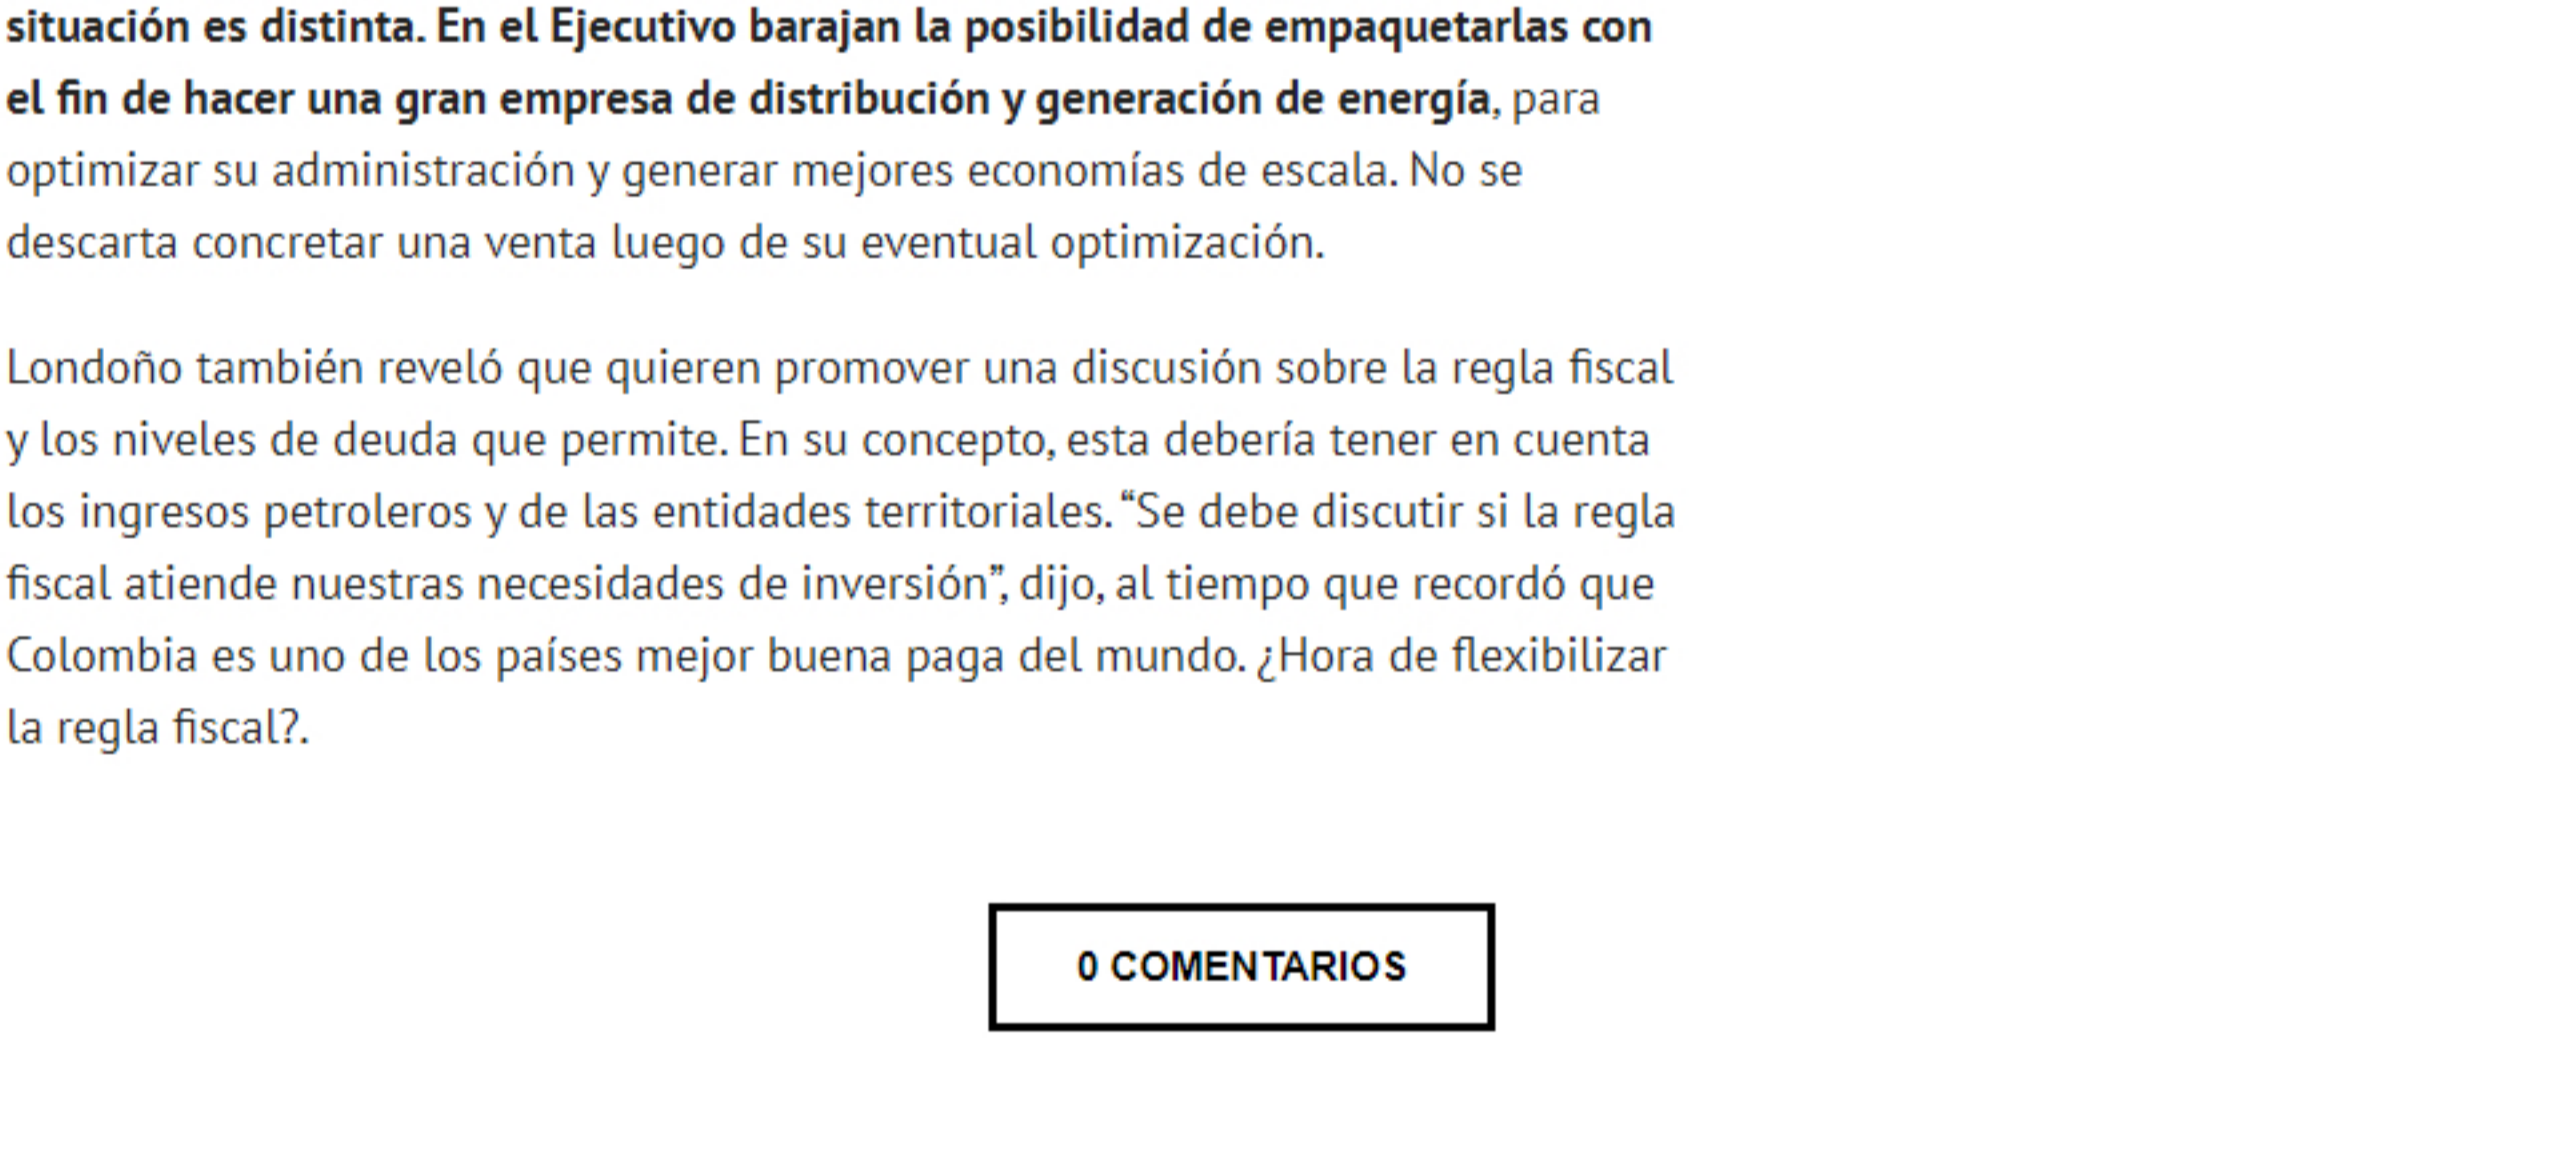 situación es distinta. En el Ejecutivo barajan la posibilidad de empaquetarlas con
el fin de hacer una gran empresa de distribución y generación de energía, para
optimizar su administración y generar mejores economías de escala. No se
descarta concretar una venta luego de su eventual optimización.
Londoño también reveló que quieren promover una discusión sobre la regla fiscal
y los niveles de deuda que permite. En su concepto, esta debería tener en cuenta
los ingresos petroleros y de las entidades territoriales. “Se debe discutir si la regla
fiscal atiende nuestras necesidades de inversión”, dijo, al tiempo que recordó que
Colombia es uno de los países mejor buena paga del mundo. ¿Hora de flexibilizar
la regla fiscal?.
0 COMENTARIOS